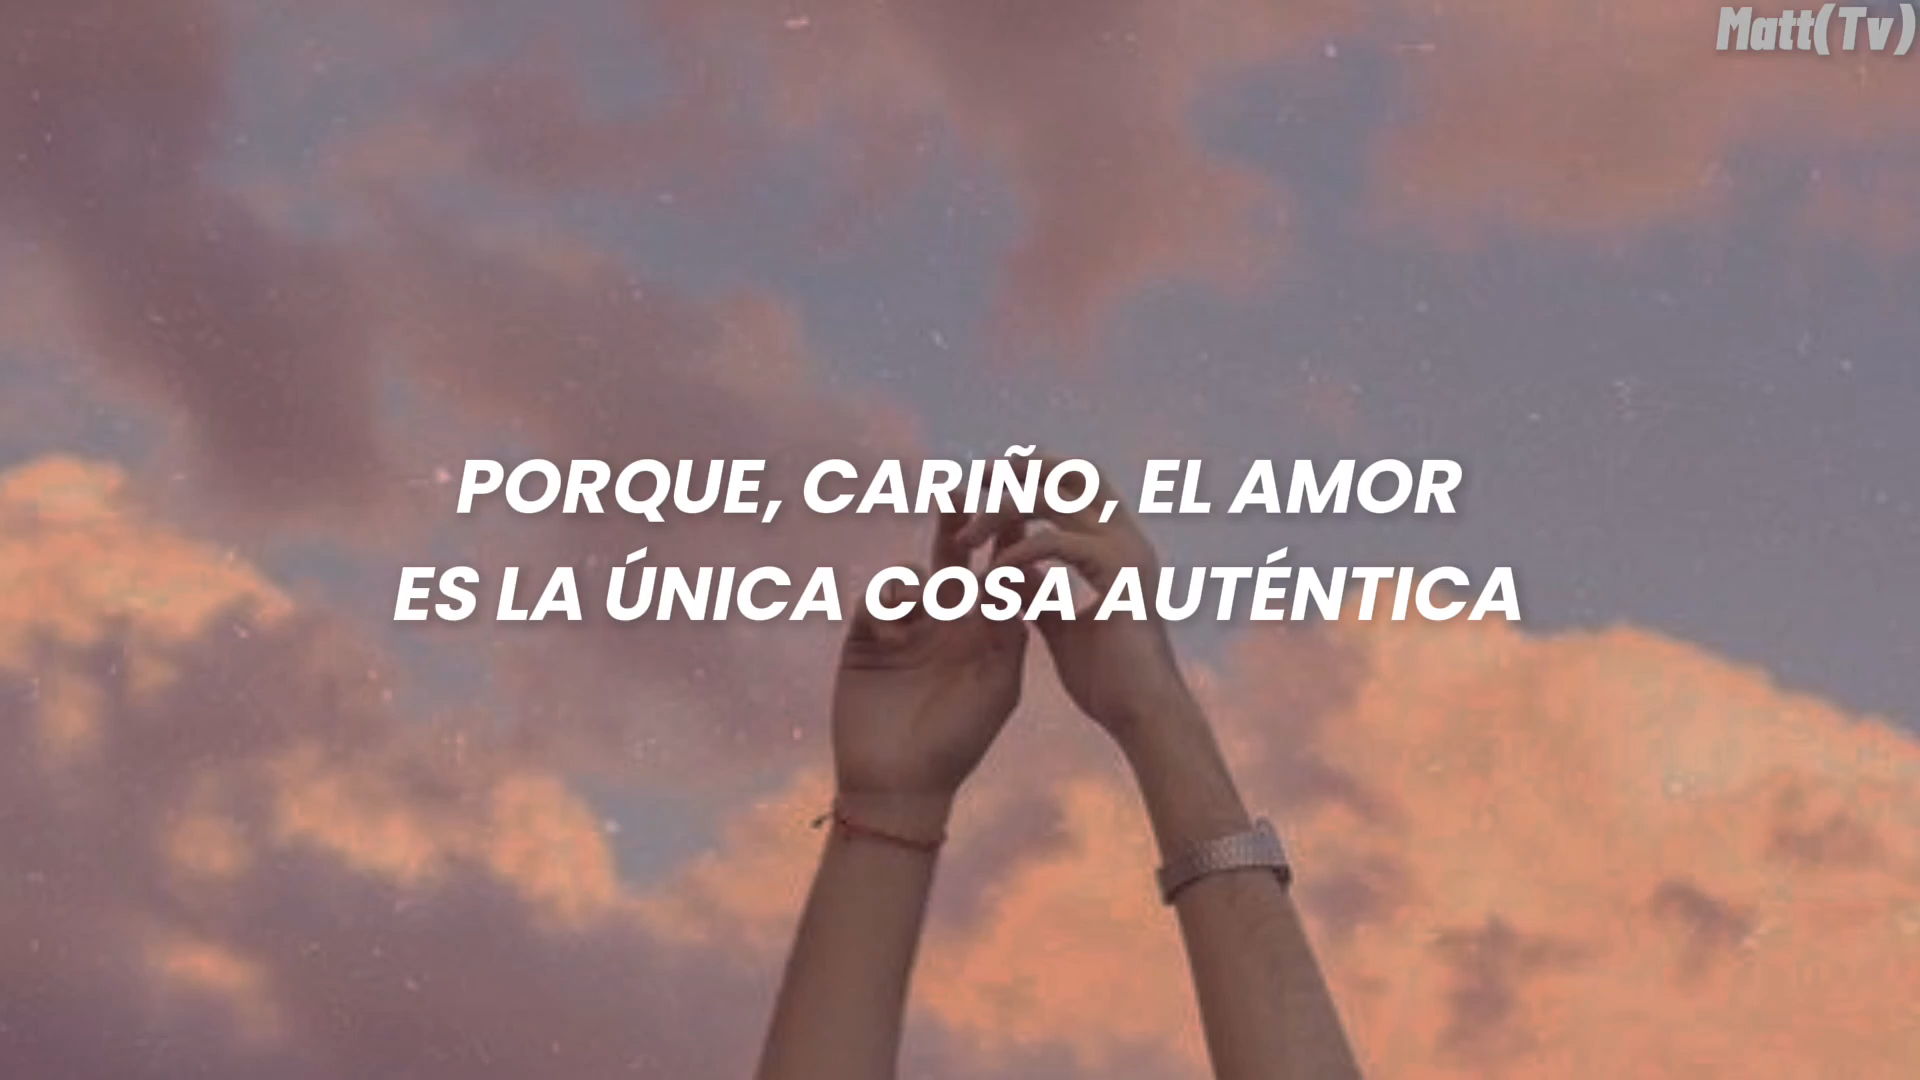 Matt(Tv)
PORQUE, CARIÑO, EL AMOR
ES LA ÚNICA COSA AUTÉNTICA